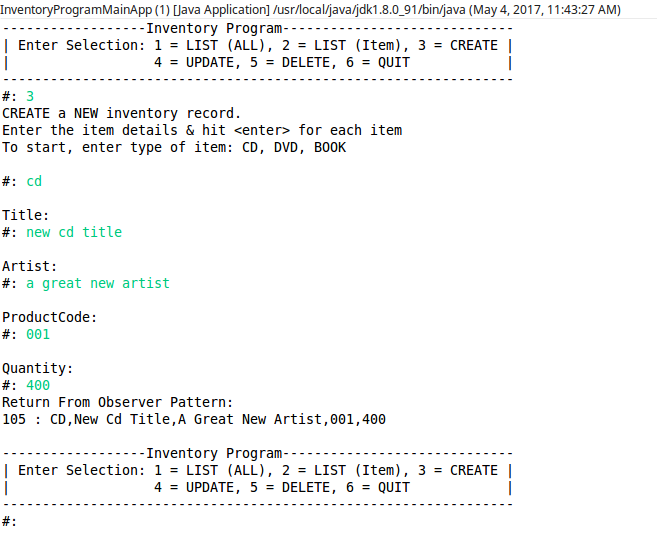 InventoryProgramMainApp (1) [Java Application] /usr/local/java/jdk1.8.0_91/bin/java (May 4, 2017, 11:43:27 AM)
------------------Inventory Program-----------------------------
| Enter Selection: 1 = LIST (ALL), 2 = LIST (Item), 3 = CREATE |
|                  4 = UPDATE, 5 = DELETE, 6 = QUIT            |
----------------------------------------------------------------
#: 3
CREATE a NEW inventory record.
Enter the item details & hit <enter> for each item
To start, enter type of item: CD, DVD, BOOK

#: cd

Title:
#: new cd title

Artist:
#: a great new artist

ProductCode:
#: 001

Quantity:
#: 400
Return From Observer Pattern:
105 : CD,New Cd Title,A Great New Artist,001,400

------------------Inventory Program-----------------------------
| Enter Selection: 1 = LIST (ALL), 2 = LIST (Item), 3 = CREATE |
|                  4 = UPDATE, 5 = DELETE, 6 = QUIT            |
----------------------------------------------------------------
#: